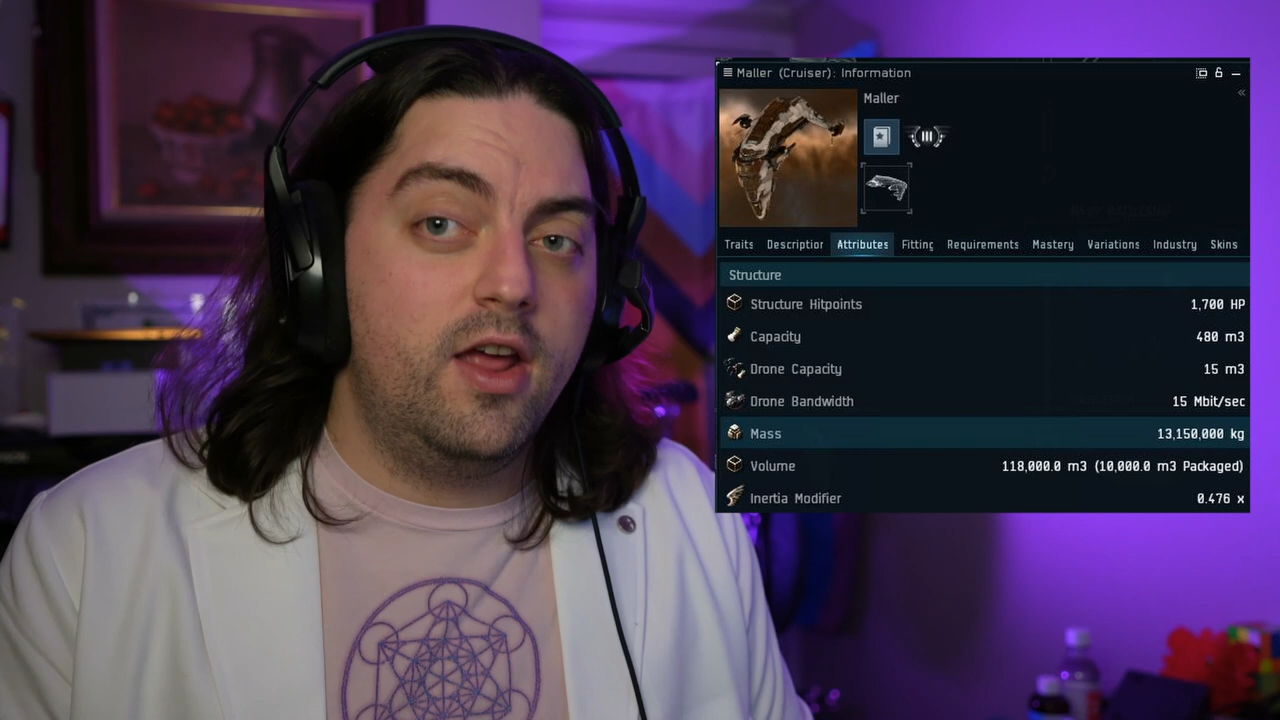 Maller (Cruiser): Information
Maller
III
Traits Description Attributes Fitting Requirements Mastery Variations Industry Skins
Structure
Structure Hitpoints 1,700 HP
Capacity 480 m3
Drone Capacity 15 m3
Drone Bandwidth 15 Mbit/sec
Mass 13,150,000 kg
Volume 118,000.0 m3 (10,000.0 m3 Packaged)
Inertia Modifier 0.476 x